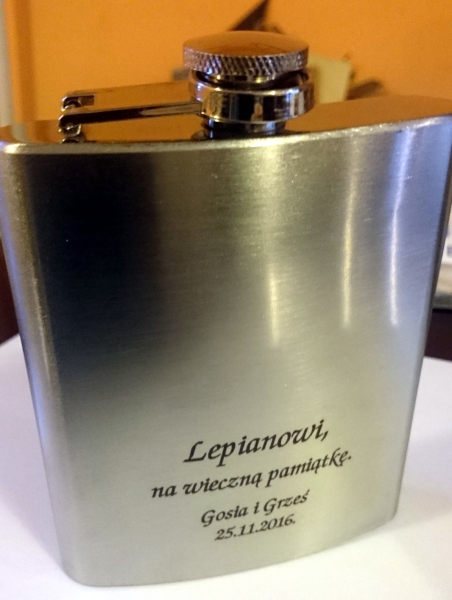 Lepianowi,
na wieczną pamiątkę.
Gosia i Grześ
25.11.2016.